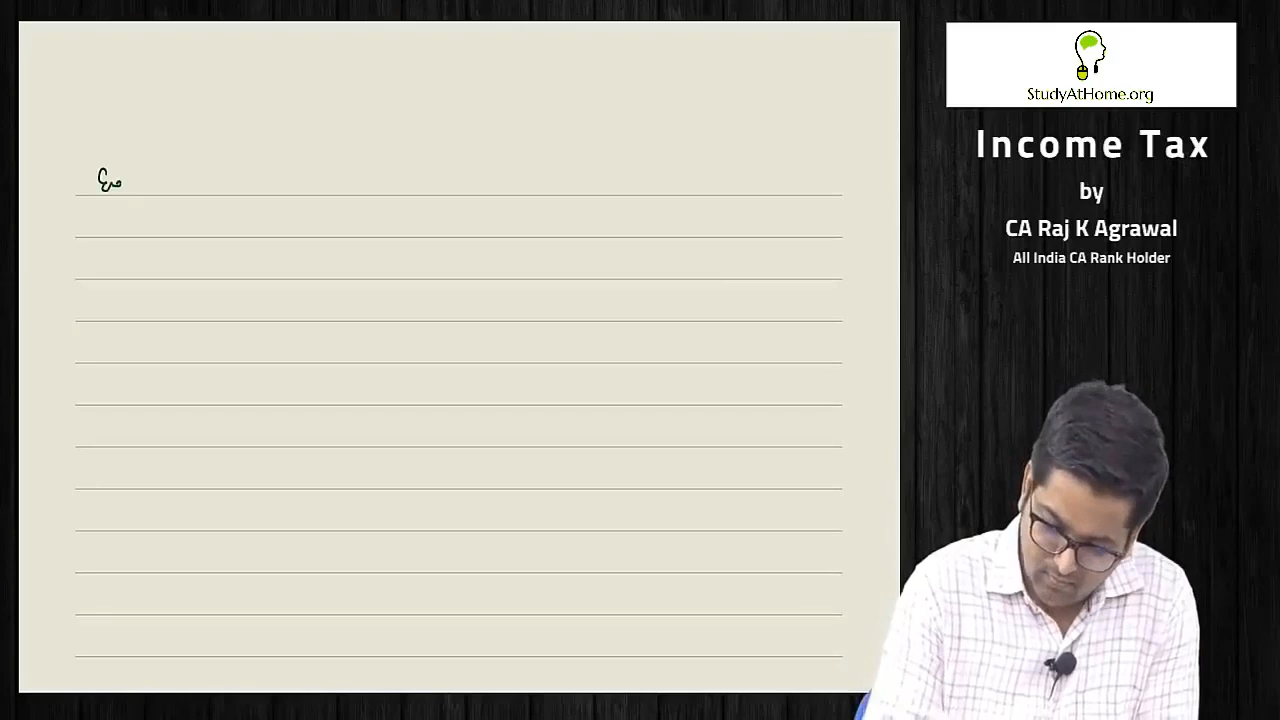 StudyAtHome.org
Income Tax
by
CA Raj K Agrawal
All India CA Rank Holder